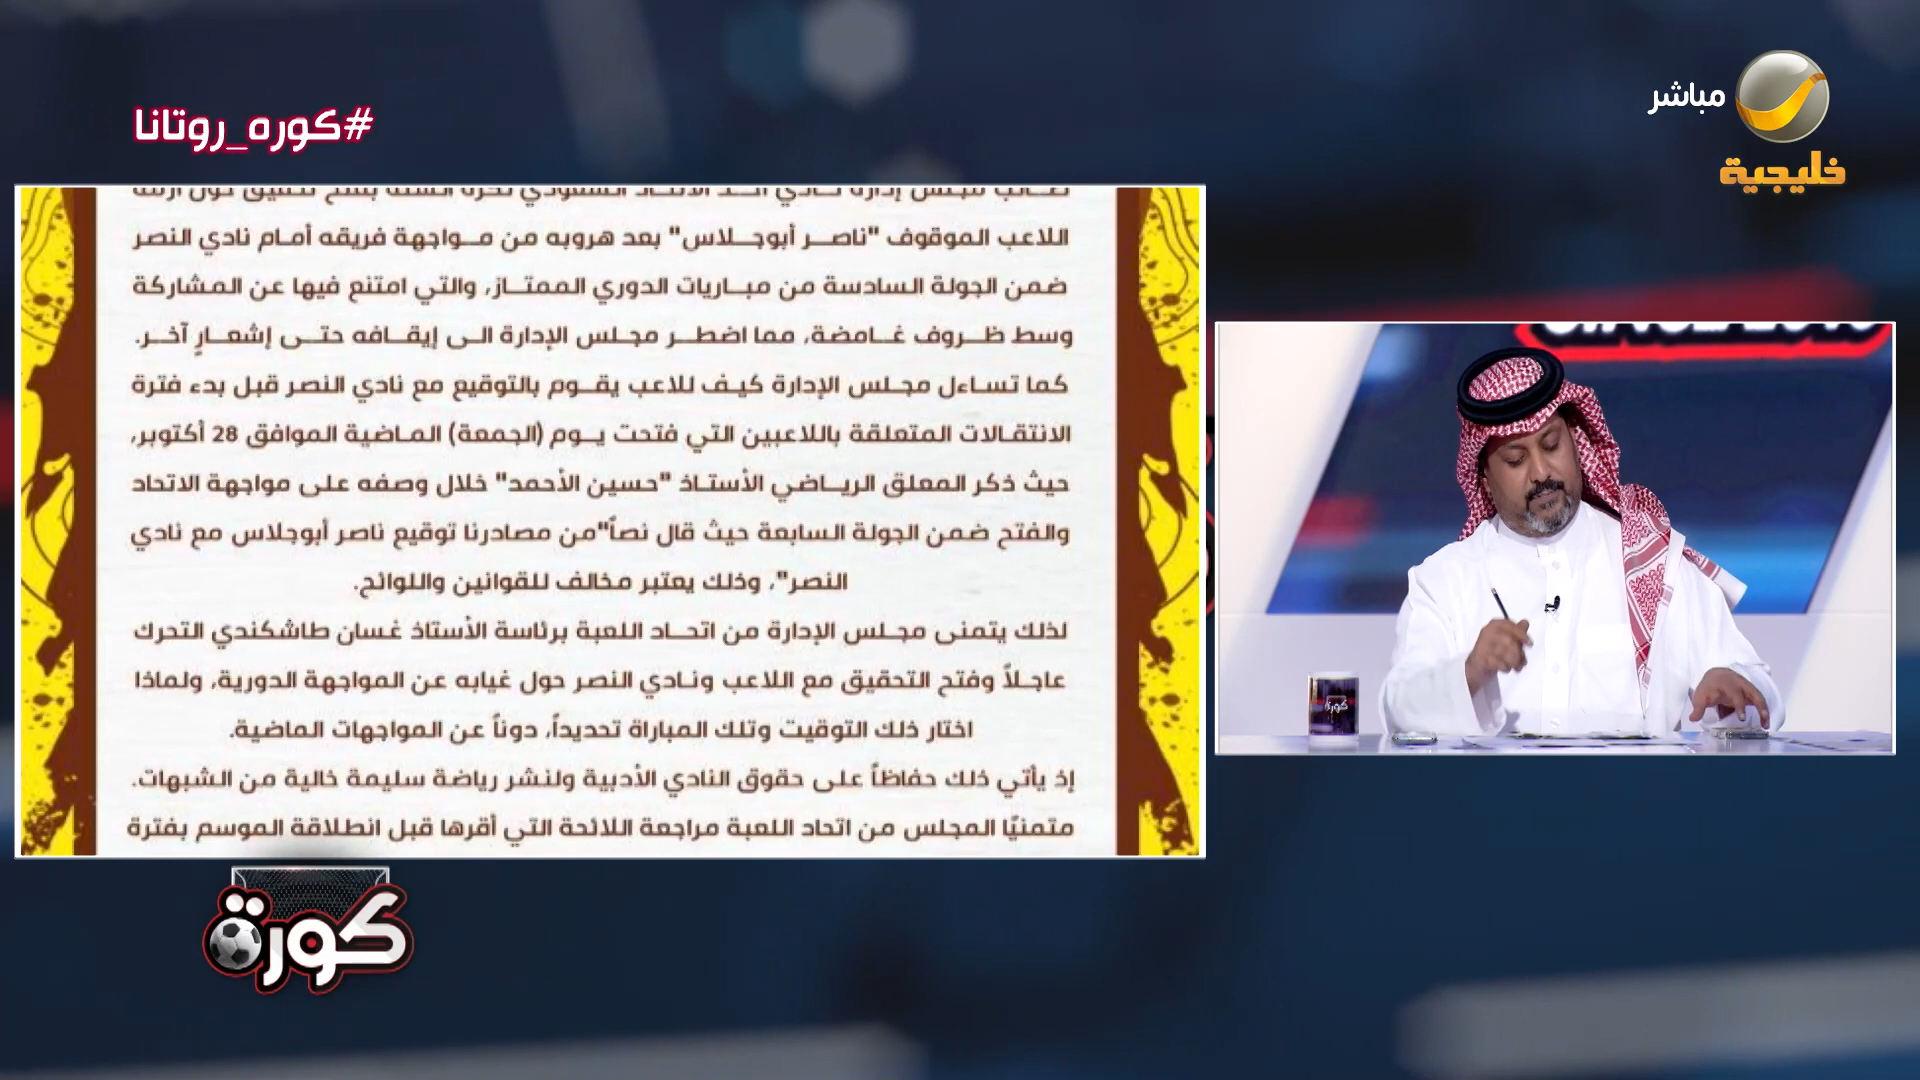 #كوره_روتانا
مباشر
خليجية
اللاعب الموقوف "ناصر أبوجلاس" بعد هروبه من مواجهة فريقه أمام نادي النصر
ضمن الجولة السادسة من مباريات الدوري الممتاز، والتي امتنع فيها عن المشاركة
وسط ظروف غامضة، مما اضطر مجلس الإدارة الى إيقافه حتى إشعارٍ آخر.
كما تساءل مجلس الإدارة كيف للاعب يقوم بالتوقيع مع نادي النصر قبل بدء فترة
الانتقالات المتعلقة باللاعبين التي فتحت يوم (الجمعة) الماضية الموافق 28 أكتوبر،
حيث ذكر المعلق الرياضي الأستاذ "حسين الأحمد" خلال وصفه على مواجهة الاتحاد
والفتح ضمن الجولة السابعة حيث قال نصاً"من مصادرنا توقيع ناصر أبوجلاس مع نادي
النصر"، وذلك يعتبر مخالف للقوانين واللوائح.
لذلك يتمنى مجلس الإدارة من اتحاد اللعبة برئاسة الأستاذ غسان طاشكندي التحرك
عاجلاً وفتح التحقيق مع اللاعب ونادي النصر حول غيابه عن المواجهة الدورية، ولماذا
اختار ذلك التوقيت وتلك المباراة تحديداً، دوناً عن المواجهات الماضية.
إذ يأتي ذلك حفاظاً على حقوق النادي الأدبية ولنشر رياضة سليمة خالية من الشبهات.
متمنيًا المجلس من اتحاد اللعبة مراجعة اللائحة التي أقرها قبل انطلاقة الموسم بفترة
كورة
كورة